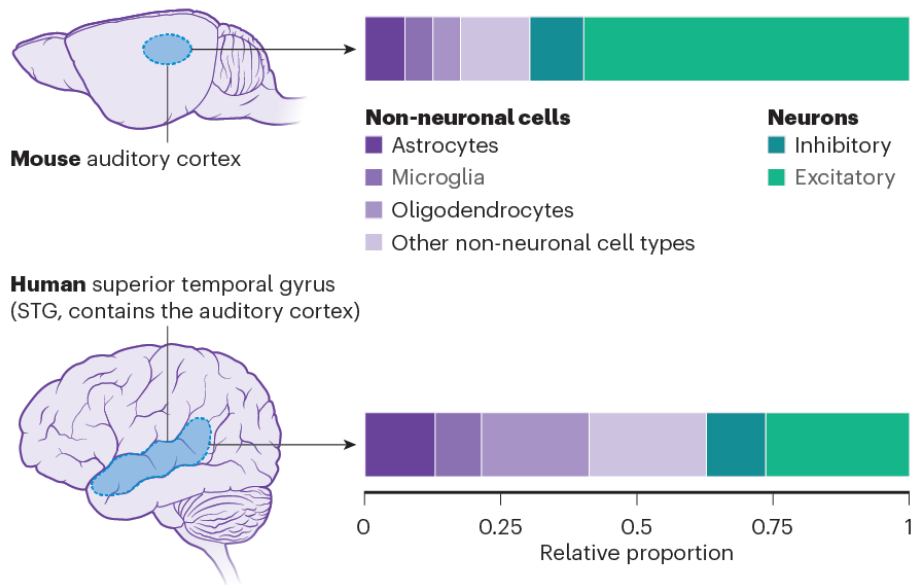 Mouse auditory cortex
Non-neuronal cells
Astrocytes
Microglia
Oligodendrocytes
Other non-neuronal cell types
Neurons
Inhibitory
Excitatory
Human superior temporal gyrus
(STG, contains the auditory cortex)
0 0.25 0.5 0.75 1
Relative proportion